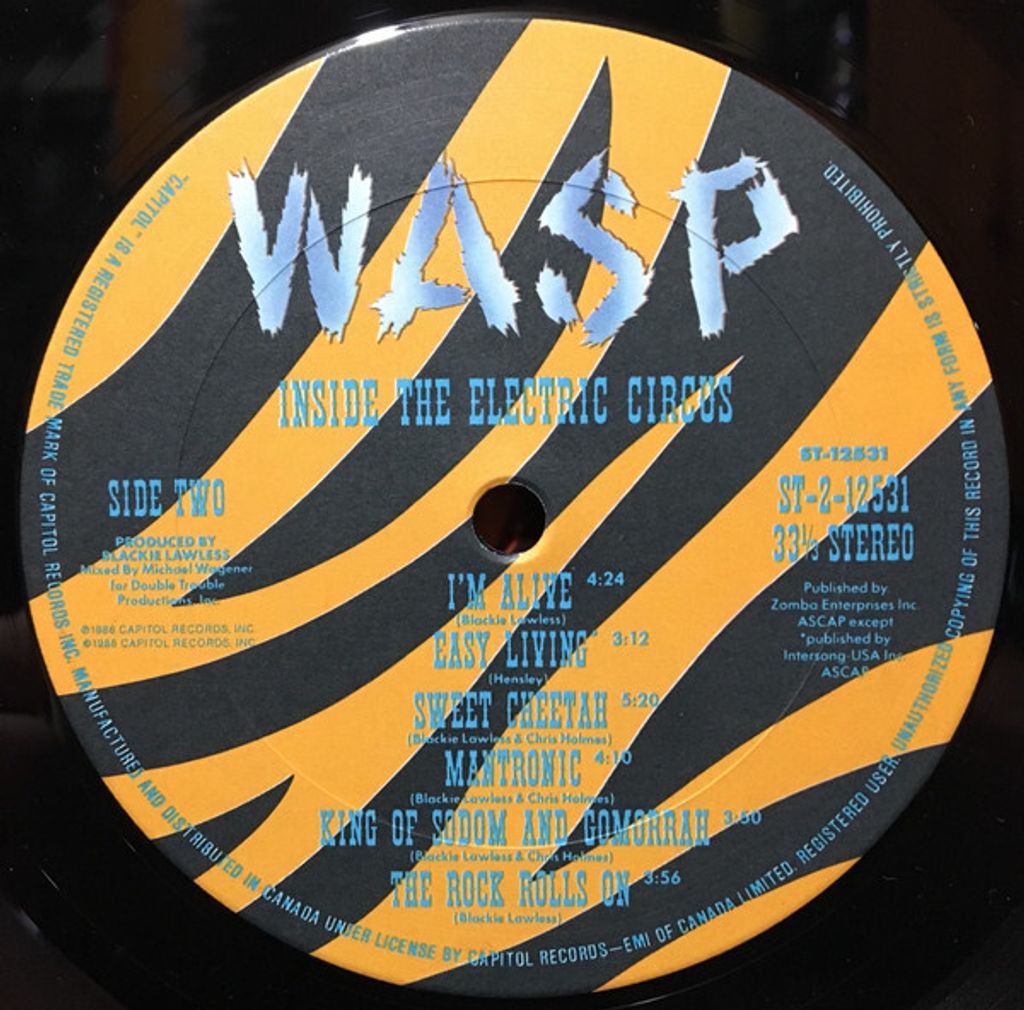 WASP
INSIDE THE ELECTRIC CIRCUS
SIDE TWO
PRODUCED BY
BLACKIE LAWLESS
Mixed By Michael Wagener
for Double Trouble
Productions, Inc.
℗1986 CAPITOL RECORDS, INC.
©1986 CAPITOL RECORDS, INC.
ST-12531
ST-2-12531
33⅓ STEREO
Published by
Zomba Enterprises Inc.
ASCAP except
*published by
Intersong-USA Inc.
ASCAP
I'M ALIVE 4:24
(Blackie Lawless)
EASY LIVING* 3:12
(Hensley)
SWEET CHEETAH 5:20
(Blackie Lawless & Chris Holmes)
MANTRONIC 4:10
(Blackie Lawless & Chris Holmes)
KING OF SODOM AND GOMORRAH 3:50
(Blackie Lawless & Chris Holmes)
THE ROCK ROLLS ON 3:56
(Blackie Lawless)
"CAPITOL" IS A REGISTERED TRADE MARK OF CAPITOL RECORDS INC. MANUFACTURED AND DISTRIBUTED IN CANADA UNDER LICENSE BY CAPITOL RECORDS—EMI OF CANADA LIMITED. REGISTERED USER. UNAUTHORIZED COPYING OF THIS RECORD IN ANY FORM IS STRICTLY PROHIBITED.